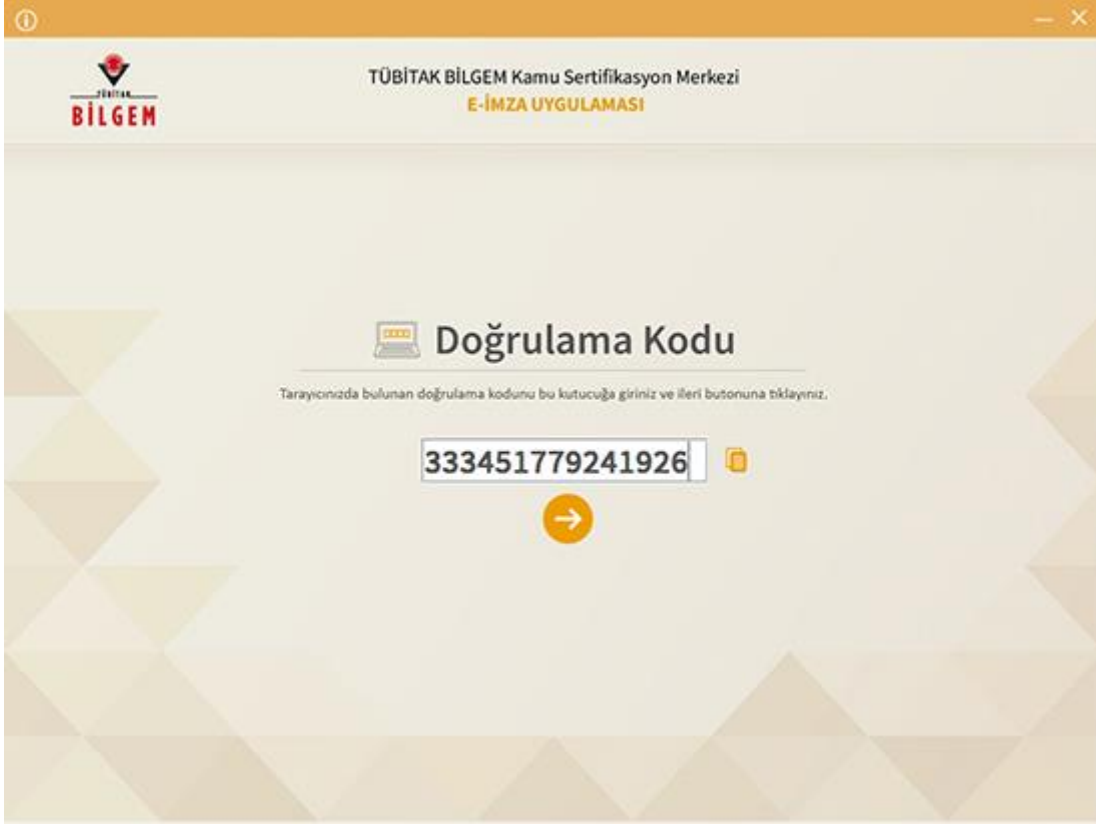 TÜBİTAK
BİLGEM
TÜBİTAK BİLGEM Kamu Sertifikasyon Merkezi
E-İMZA UYGULAMASI
Doğrulama Kodu
Tarayıcınızda bulunan doğrulama kodunu bu kutucuğa giriniz ve ileri butonuna tıklayınız.
333451779241926